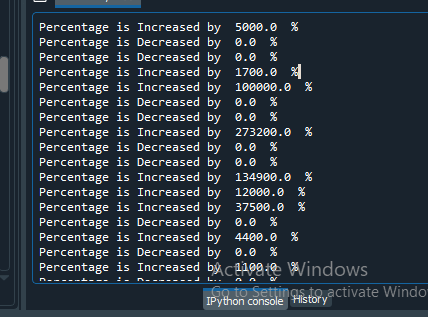 Percentage is Increased by  5000.0  %
Percentage is Decreased by  0.0  %
Percentage is Decreased by  0.0  %
Percentage is Increased by  1700.0  %
Percentage is Increased by  100000.0  %
Percentage is Decreased by  0.0  %
Percentage is Decreased by  0.0  %
Percentage is Increased by  273200.0  %
Percentage is Decreased by  0.0  %
Percentage is Decreased by  0.0  %
Percentage is Increased by  134900.0  %
Percentage is Increased by  12000.0  %
Percentage is Increased by  37500.0  %
Percentage is Decreased by  0.0  %
Percentage is Increased by  4400.0  %
Percentage is Decreased by  0.0  %
Percentage is Increased by  1100.0  %
Percentage is Decreased by  0.0  %
Activate Windows
Go to Settings to activate Windo
IPython console History